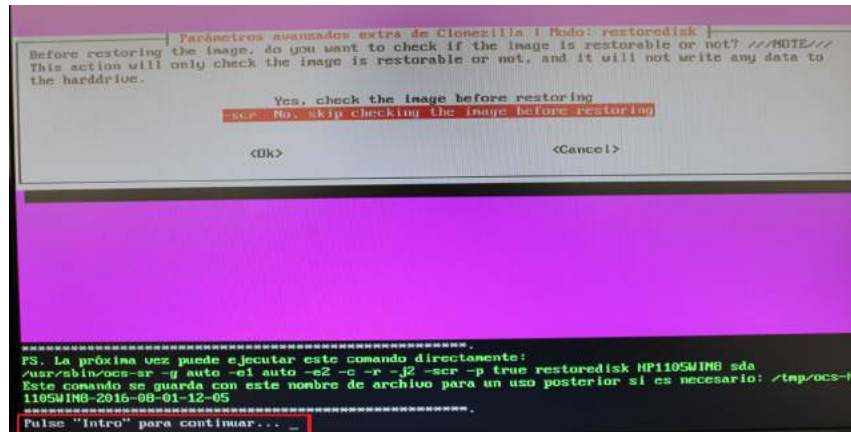 Parámetros avanzados extra de Clonezilla | Modo: restoredisk
Before restoring the image, do you want to check if the image is restorable or not? ///NOTE///
This action will only check the image is restorable or not, and it will not write any data to
the harddrive.
Yes, check the image before restoring
-scr No, skip checking the image before restoring
<Ok> <Cancel>
*******************************************************.
PS. La próxima vez puede ejecutar este comando directamente:
/usr/sbin/ocs-sr -g auto -e1 auto -e2 -c -r -j2 -scr -p true restoredisk HP1105WIN8 sda
Este comando se guarda con este nombre de archivo para un uso posterior si es necesario: /tmp/ocs-H
1105WIN8-2016-08-01-12-05
*******************************************************.
Pulse "Intro" para continuar... _